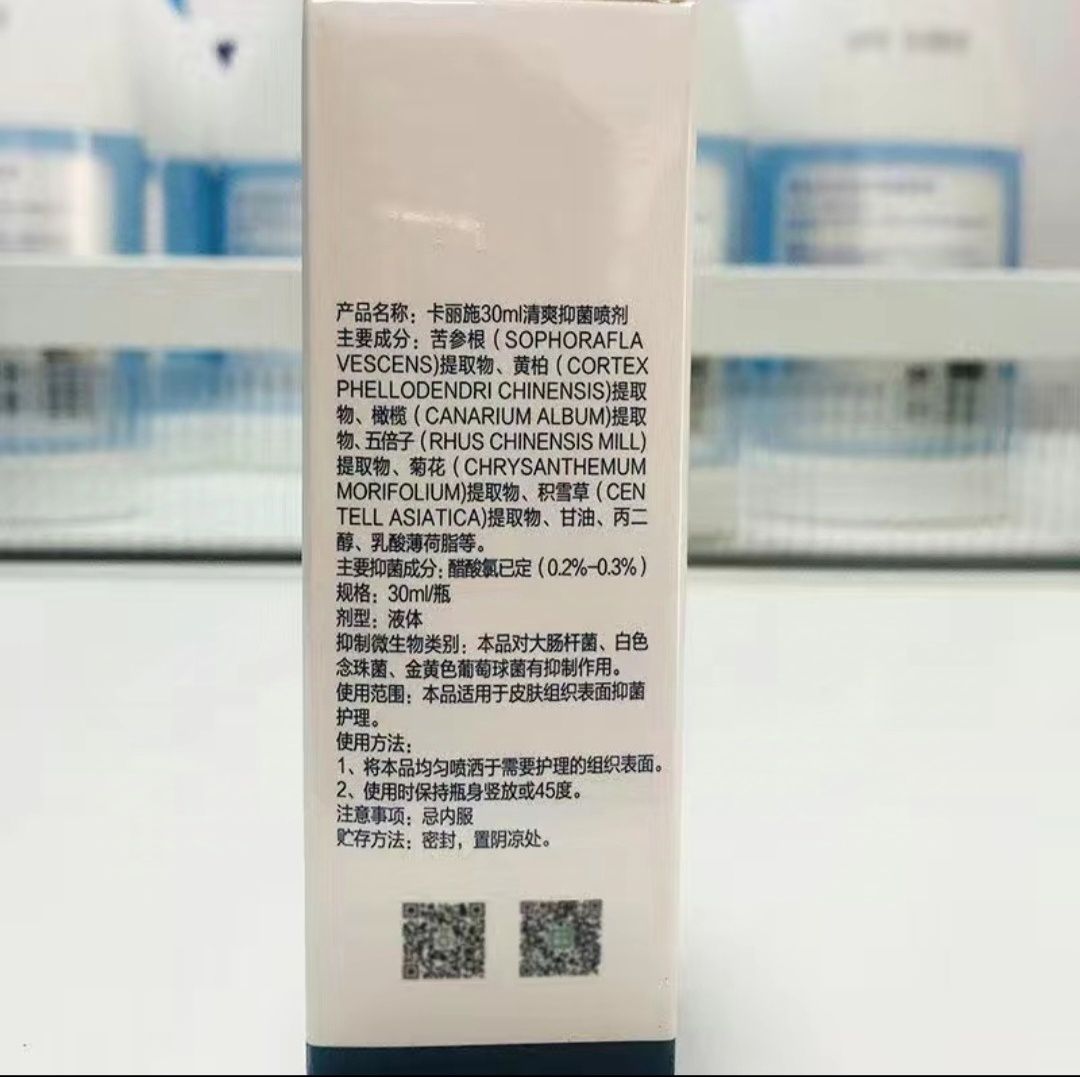 产品名称：卡丽施30ml清爽抑菌喷剂
主要成分：苦参根（SOPHORAFLA
VESCENS)提取物、黄柏（CORTEX
PHELLODENDRI CHINENSIS)提取
物、橄榄（CANARIUM ALBUM)提取
物、五倍子（RHUS CHINENSIS MILL)
提取物、菊花（CHRYSANTHEMUM
MORIFOLIUM)提取物、积雪草（CEN
TELL ASIATICA)提取物、甘油、丙二
醇、乳酸薄荷脂等。
主要抑菌成分：醋酸氯已定（0.2%-0.3%）
规格：30ml/瓶
剂型：液体
抑制微生物类别：本品对大肠杆菌、白色
念珠菌、金黄色葡萄球菌有抑制作用。
使用范围：本品适用于皮肤组织表面抑菌
护理。
使用方法：
1、将本品均匀喷洒于需要护理的组织表面。
2、使用时保持瓶身竖放或45度。
注意事项：忌内服
贮存方法：密封，置阴凉处。